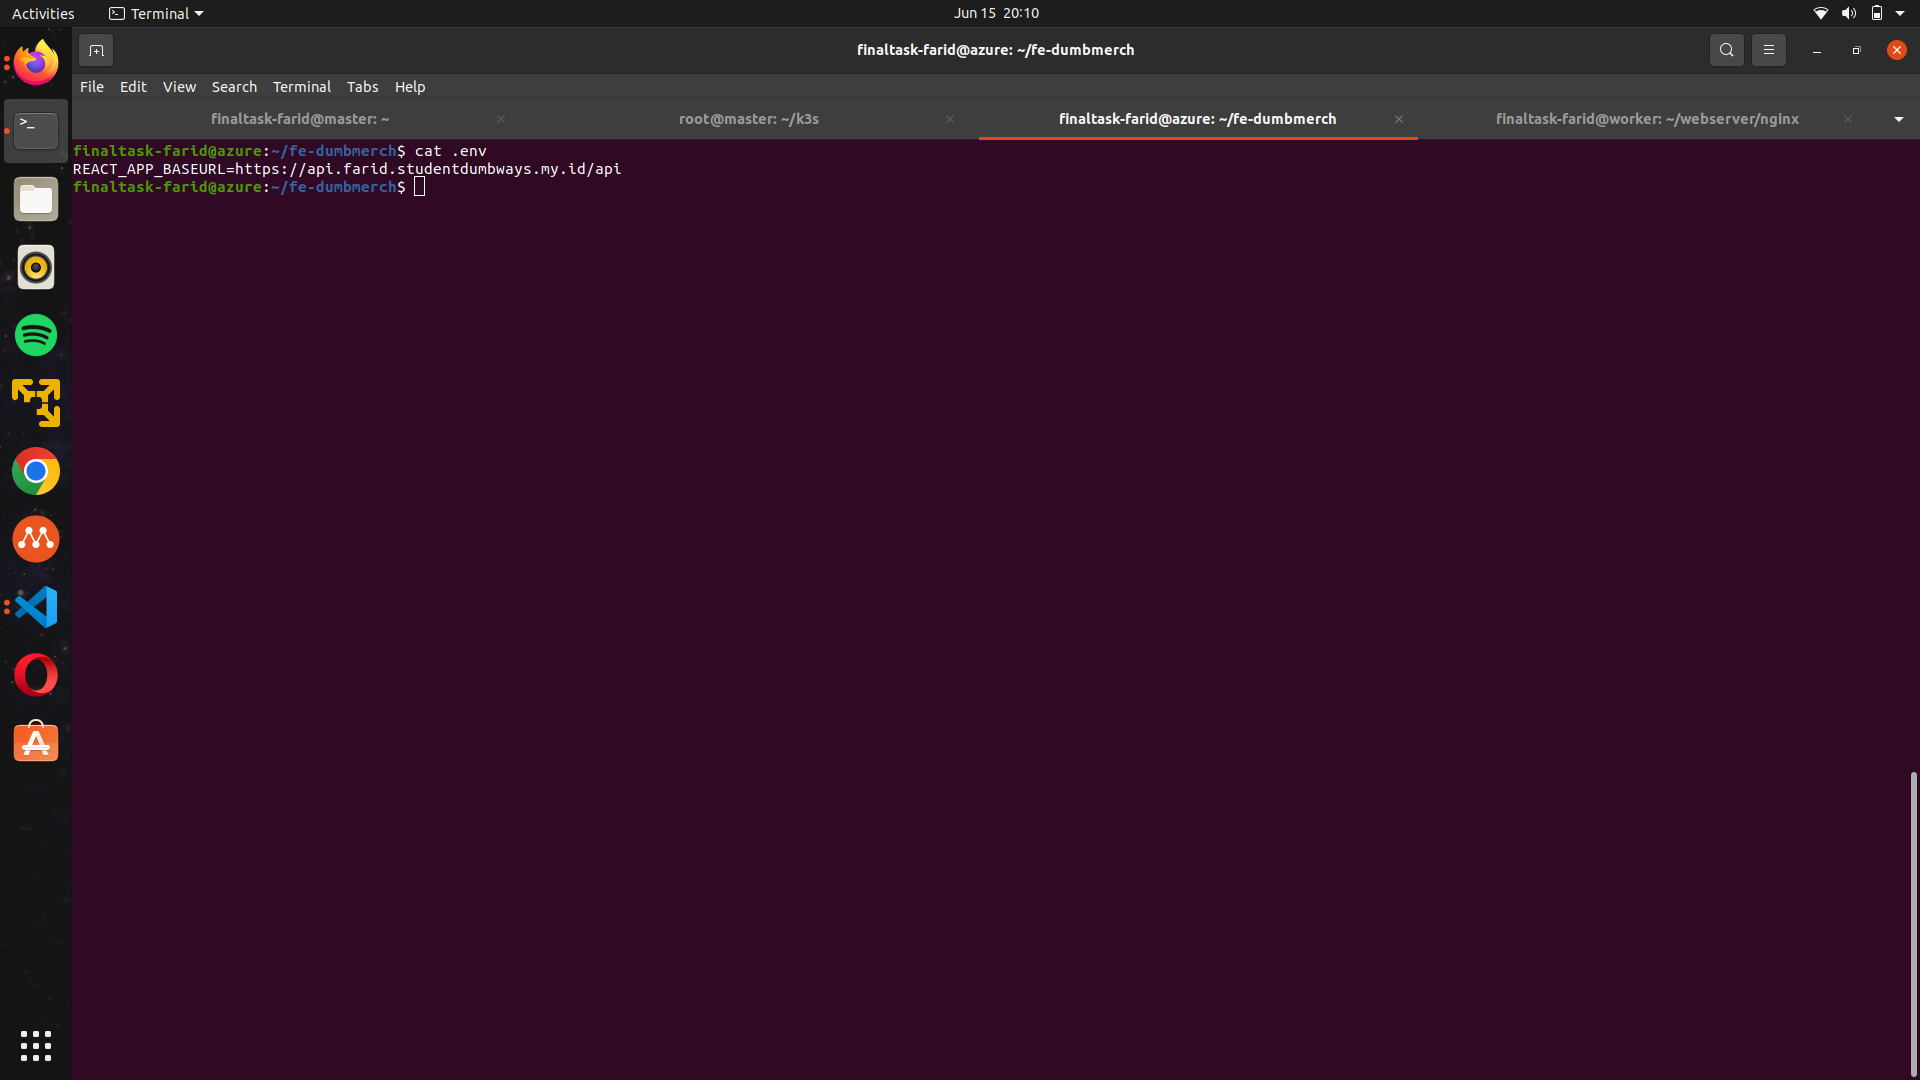 Activities
Terminal
Jun 15 20:10
finaltask-farid@azure: ~/fe-dumbmerch
File Edit View Search Terminal Tabs Help
finaltask-farid@master: ~
root@master: ~/k3s
finaltask-farid@azure: ~/fe-dumbmerch
finaltask-farid@worker: ~/webserver/nginx
finaltask-farid@azure:~/fe-dumbmerch$ cat .env
REACT_APP_BASEURL=https://api.farid.studentdumbways.my.id/api
finaltask-farid@azure:~/fe-dumbmerch$